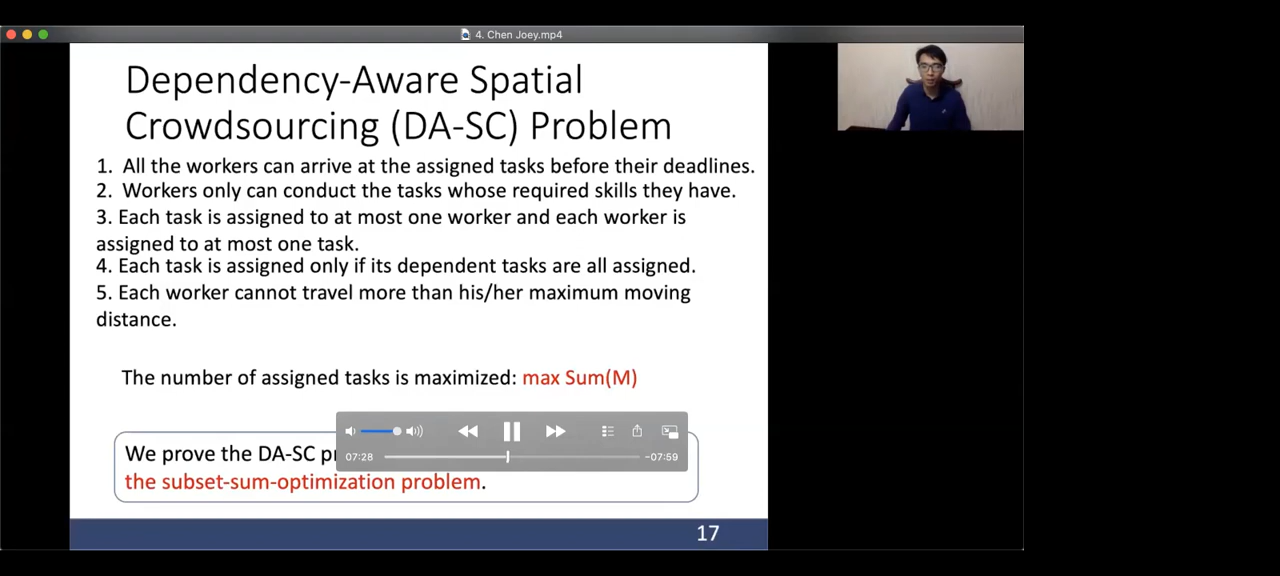 4. Chen Joey.mp4
Dependency-Aware Spatial
Crowdsourcing (DA-SC) Problem
1. All the workers can arrive at the assigned tasks before their deadlines.
2. Workers only can conduct the tasks whose required skills they have.
3. Each task is assigned to at most one worker and each worker is
assigned to at most one task.
4. Each task is assigned only if its dependent tasks are all assigned.
5. Each worker cannot travel more than his/her maximum moving
distance.
The number of assigned tasks is maximized: max Sum(M)
We prove the DA-SC
07:28
-07:59
the subset-sum-optimization problem.
17